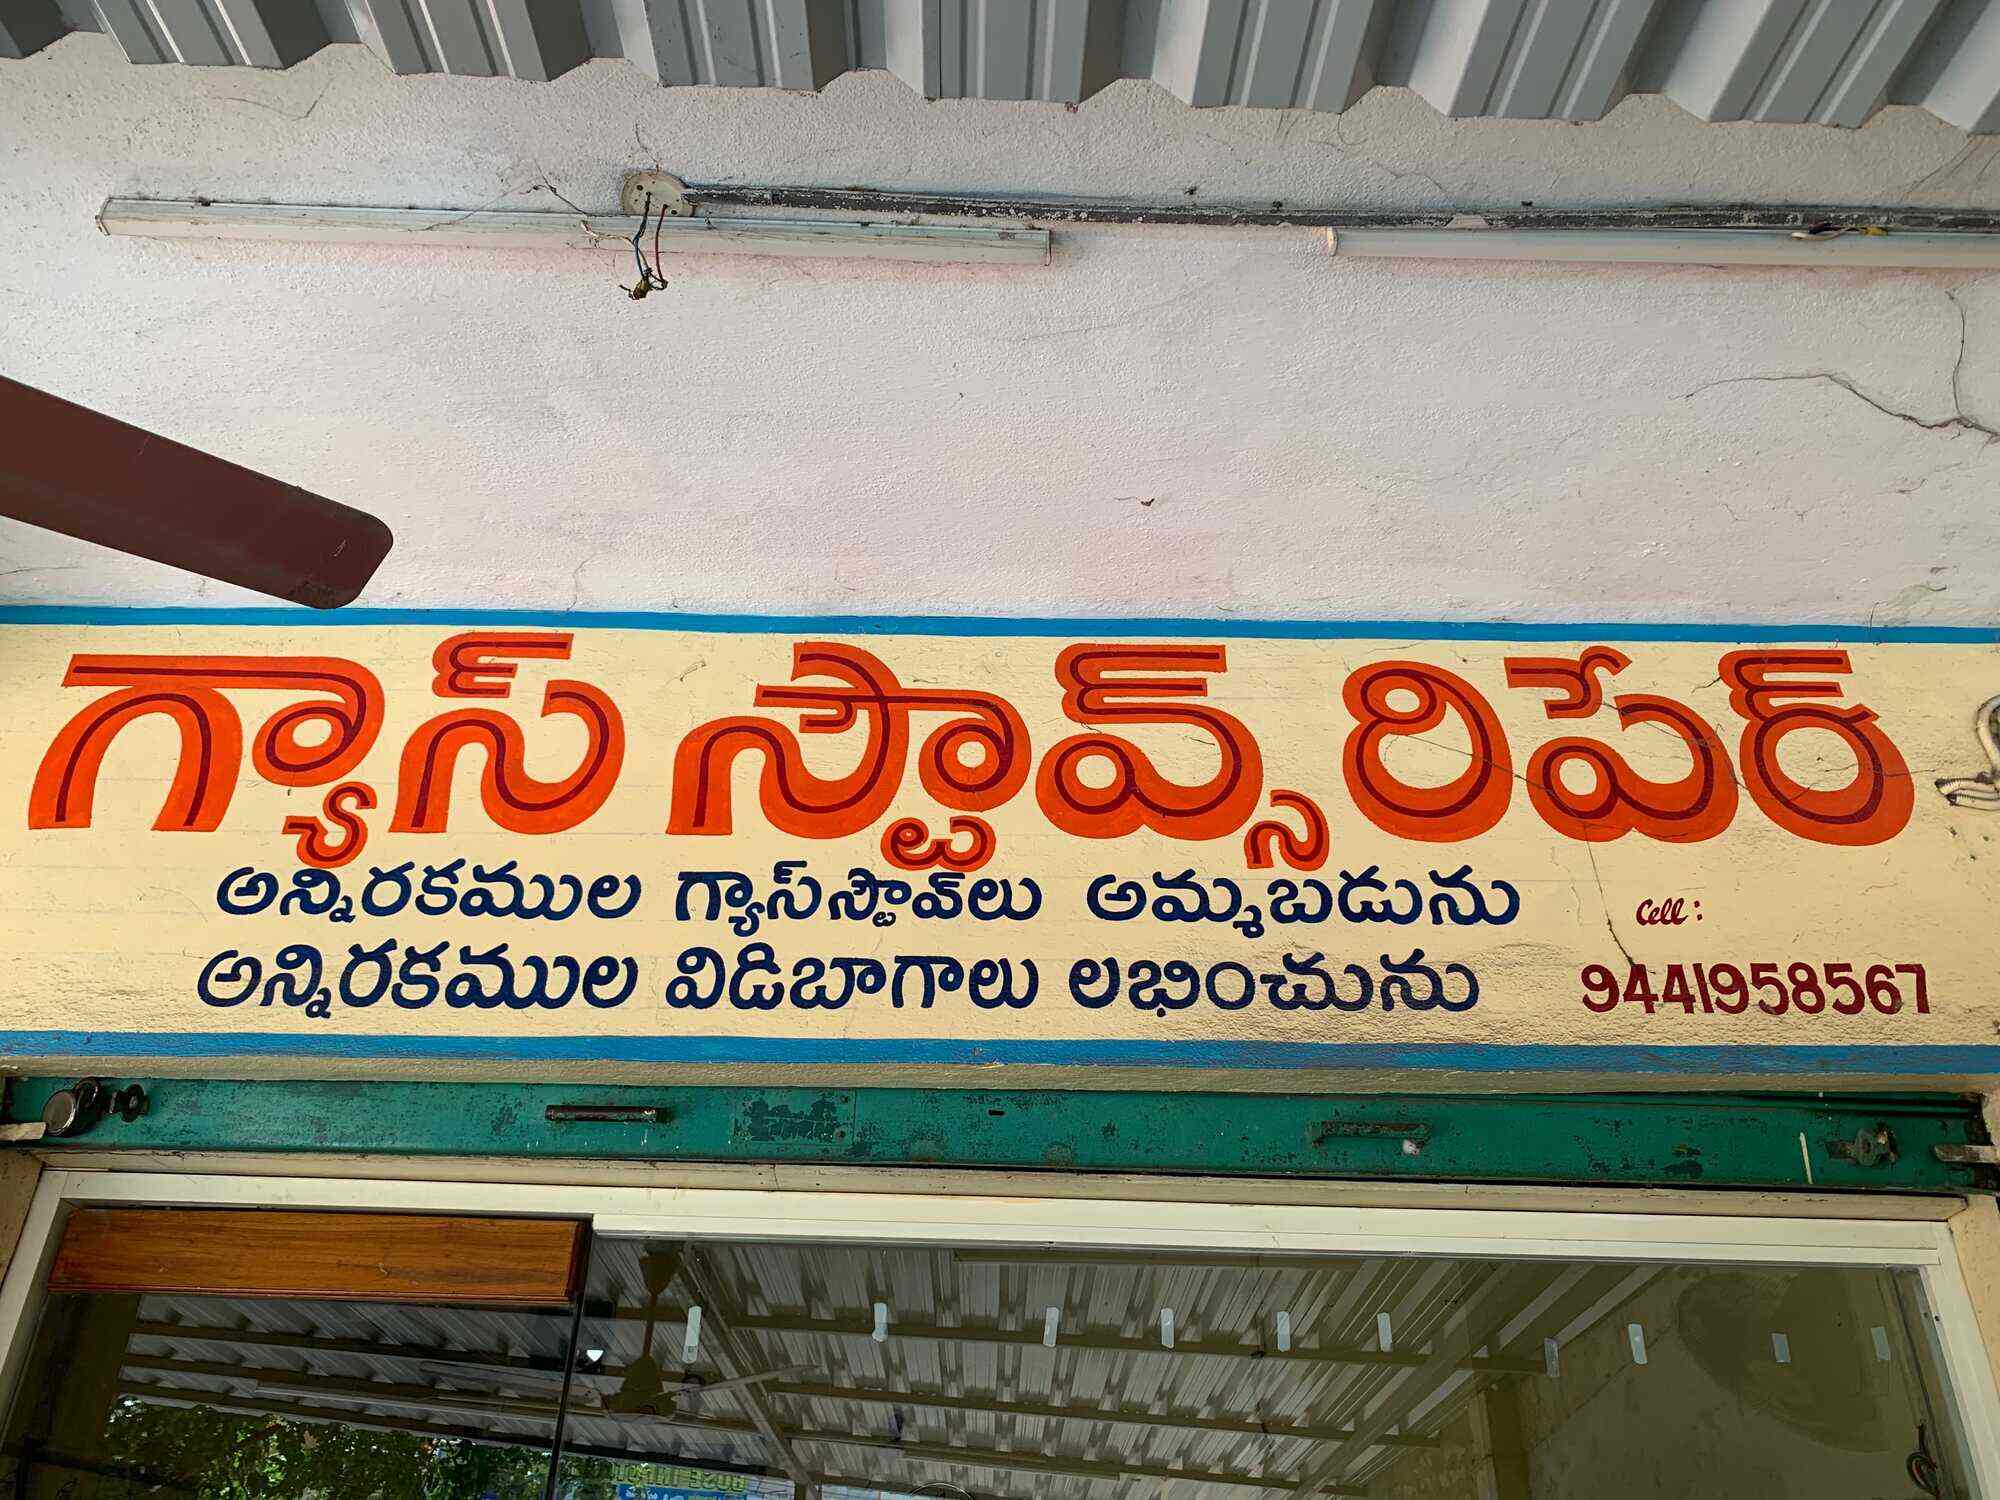 గ్యాస్ స్టౌవ్స్ రిపేర్
అన్నిరకముల గ్యాస్‌స్టౌవ్‌లు అమ్మబడును
అన్నిరకముల విడిబాగాలు లభించును
Cell:
9441958567